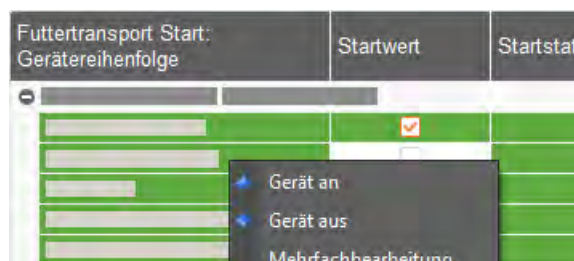 Futtertransport Start:
Gerätereihenfolge
Startwert
Startstat
Gerät an
Gerät aus
Mehrfachbearbeitung